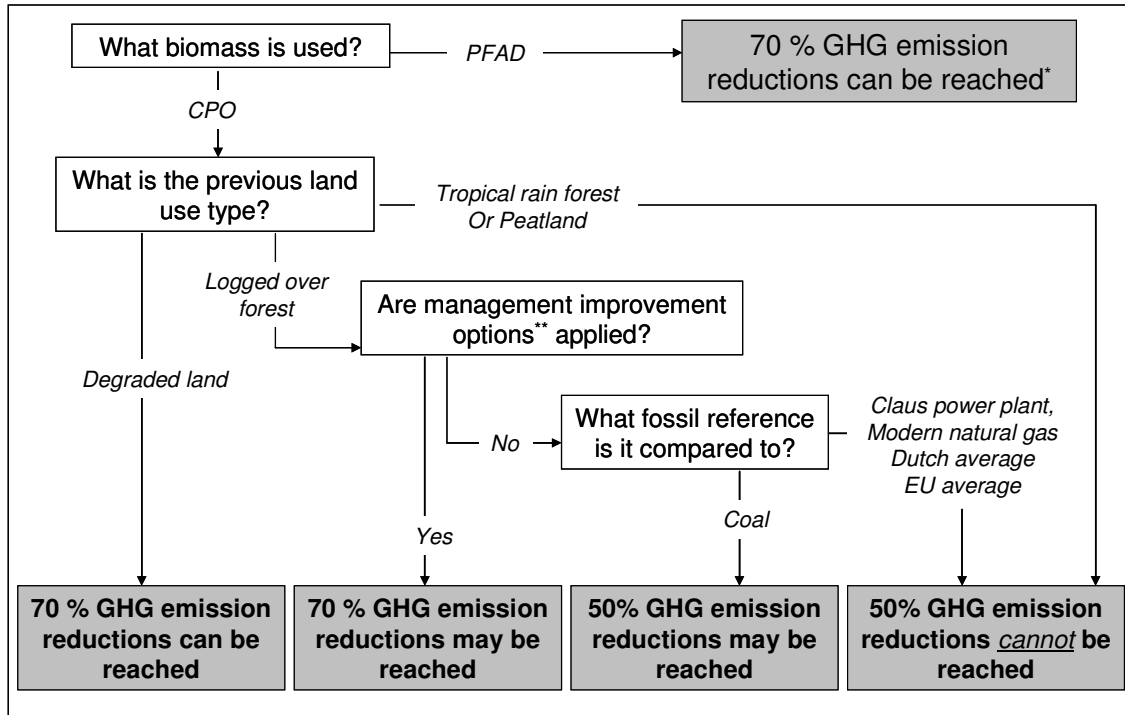 What biomass is used?
PFAD
70 % GHG emission
reductions can be reached*
CPO
What is the previous land
use type?
Tropical rain forest
Or Peatland
Logged over
forest
Are management improvement
options** applied?
Degraded land
What fossil reference
is it compared to?
Claus power plant,
Modern natural gas
Dutch average
EU average
No
Yes
Coal
70 % GHG emission
reductions can be
reached
70 % GHG emission
reductions may be
reached
50% GHG emission
reductions may be
reached
50% GHG emission
reductions cannot be
reached